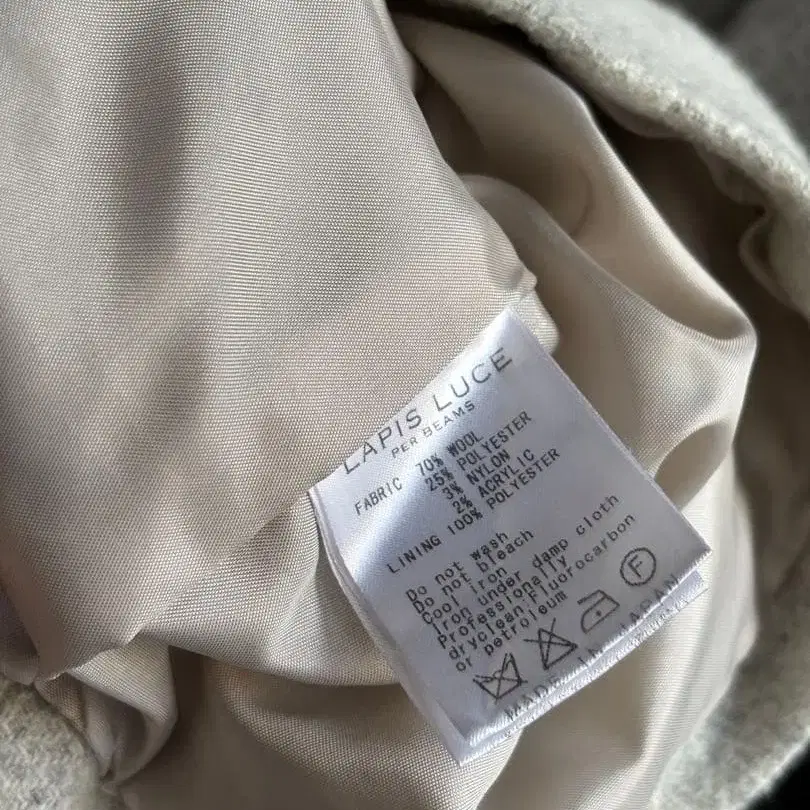 LAPIS LUCE
PER BEAMS
FABRIC 70% WOOL
25% POLYESTER
3% NYLON
2% ACRYLIC
LINING 100% POLYESTER
Do not wash
Do not bleach
Cool iron
Iron under damp cloth
Professionally
dryclean Fluorocarbon
or petroleum
F
MADE IN JAPAN